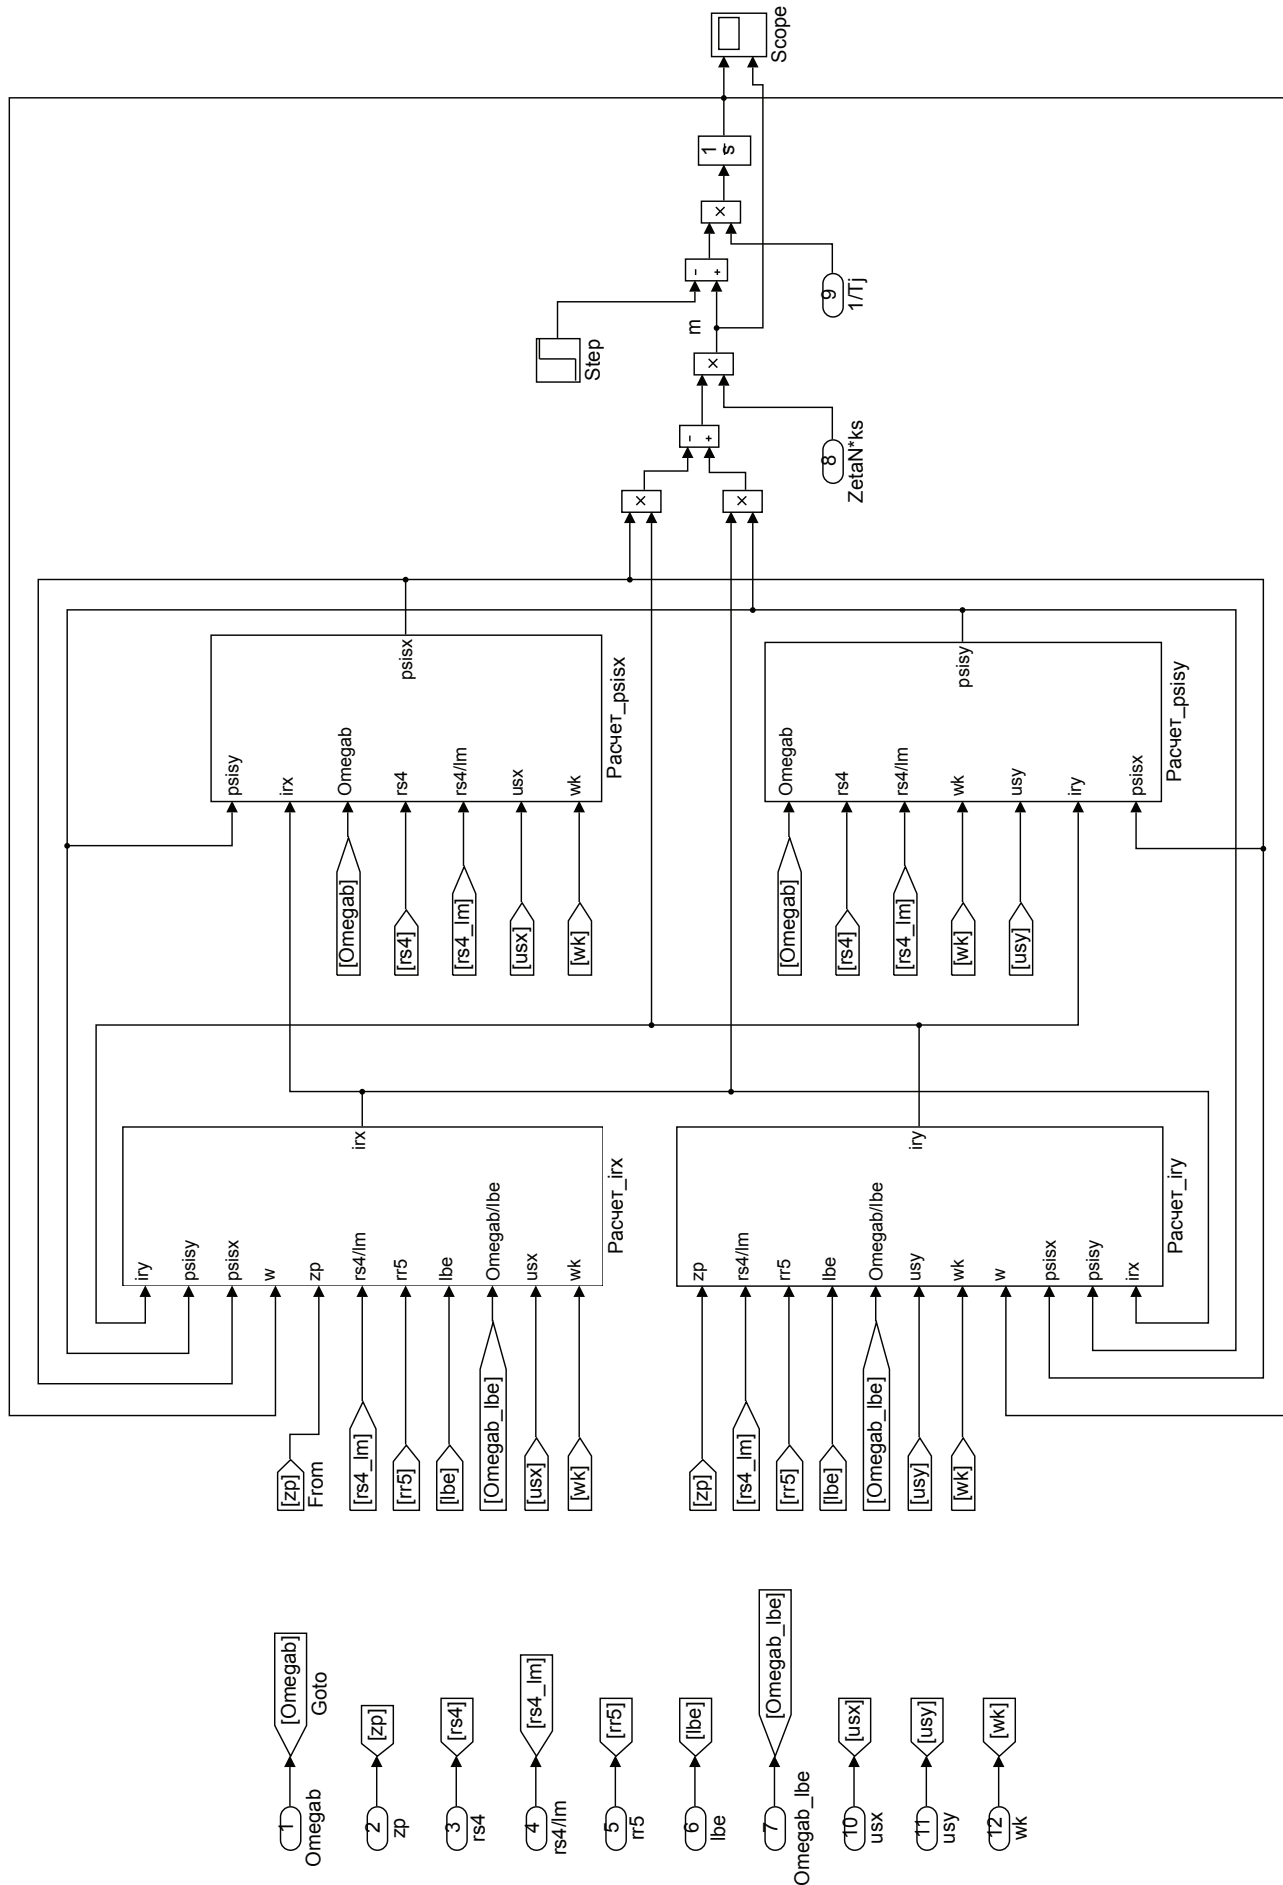 1
Omegab
[Omegab]
Goto
2
zp
[zp]
3
rs4
[rs4]
4
rs4/lm
[rs4_lm]
5
rr5
[rr5]
6
lbe
[lbe]
7
Omegab_lbe
[Omegab_lbe]
10
usx
[usx]
11
usy
[usy]
12
wk
[wk]
[zp]
From
[rs4_lm]
[rr5]
[lbe]
[Omegab_lbe]
[usx]
[wk]
iry
psisy
psisx
w
zp
rs4/lm
rr5
lbe
Omegab/lbe
usx
wk
irx
Расчет_irx
[zp]
[rs4_lm]
[rr5]
[lbe]
[Omegab_lbe]
[usy]
[wk]
zp
rs4/lm
rr5
lbe
Omegab/lbe
usy
wk
w
psisx
psisy
irx
iry
Расчет_iry
[Omegab]
[rs4]
[rs4_lm]
[usx]
[wk]
psisy
irx
Omegab
rs4
rs4/lm
usx
wk
psisx
Расчет_psisx
[Omegab]
[rs4]
[rs4_lm]
[wk]
[usy]
Omegab
rs4
rs4/lm
wk
usy
iry
psisx
psisy
Расчет_psisy
×
×
−
+
8
ZetaN*ks
×
m
Step
−
+
9
1/Tj
×
1
s
Scope